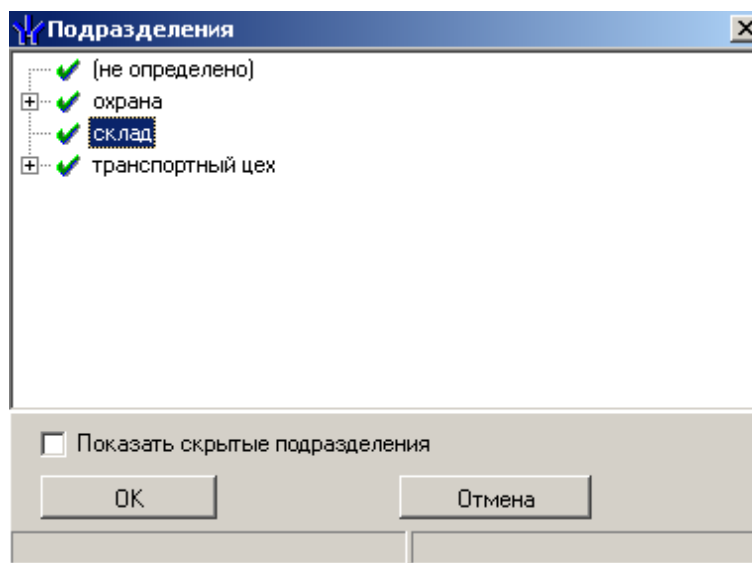 Подразделения
(не определено)
охрана
склад
транспортный цех
Показать скрытые подразделения
OK
Отмена